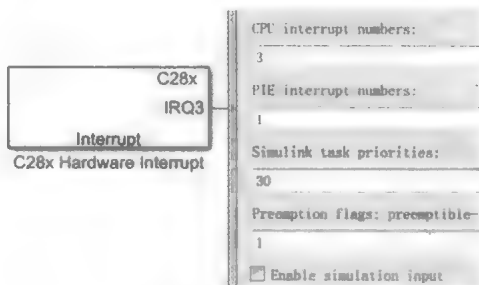 C28x
IRQ3
Interrupt
C28x Hardware Interrupt
CPU interrupt numbers:
3
PIE interrupt numbers:
1
Simulink task priorities:
30
Preemption flags: preemptible-
1
Enable simulation input